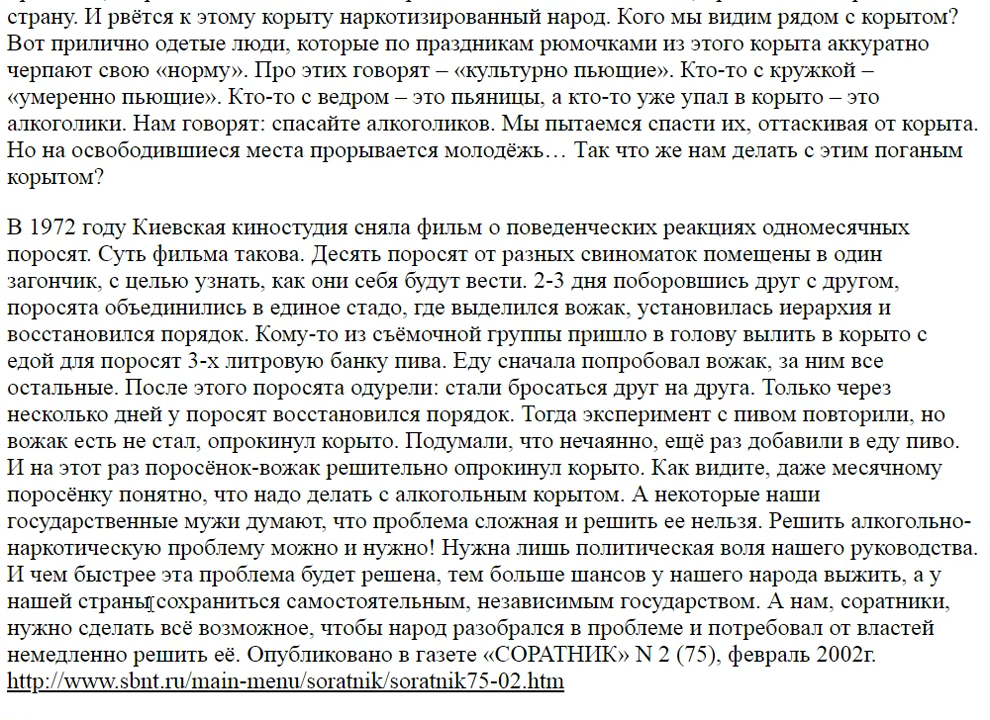 страну. И рвётся к этому корыту наркотизированный народ. Кого мы видим рядом с корытом?
Вот прилично одетые люди, которые по праздникам рюмочками из этого корыта аккуратно
черпают свою «норму». Про этих говорят – «культурно пьющие». Кто-то с кружкой –
«умеренно пьющие». Кто-то с ведром – это пьяницы, а кто-то уже упал в корыто – это
алкоголики. Нам говорят: спасайте алкоголиков. Мы пытаемся спасти их, оттаскивая от корыта.
Но на освободившиеся места прорывается молодёжь… Так что же нам делать с этим поганым
корытом?
В 1972 году Киевская киностудия сняла фильм о поведенческих реакциях одномесячных
поросят. Суть фильма такова. Десять поросят от разных свиноматок помещены в один
загончик, с целью узнать, как они себя будут вести. 2-3 дня поборовшись друг с другом,
поросята объединились в единое стадо, где выделился вожак, установилась иерархия и
восстановился порядок. Кому-то из съёмочной группы пришло в голову вылить в корыто с
едой для поросят 3-х литровую банку пива. Еду сначала попробовал вожак, за ним все
остальные. После этого поросята одурели: стали бросаться друг на друга. Только через
несколько дней у поросят восстановился порядок. Тогда эксперимент с пивом повторили, но
вожак есть не стал, опрокинул корыто. Подумали, что нечаянно, ещё раз добавили в еду пиво.
И на этот раз поросёнок-вожак решительно опрокинул корыто. Как видите, даже месячному
поросёнку понятно, что надо делать с алкогольным корытом. А некоторые наши
государственные мужи думают, что проблема сложная и решить ее нельзя. Решить алкогольно-
наркотическую проблему можно и нужно! Нужна лишь политическая воля нашего руководства.
И чем быстрее эта проблема будет решена, тем больше шансов у нашего народа выжить, а у
нашей страны сохраниться самостоятельным, независимым государством. А нам, соратники,
нужно сделать всё возможное, чтобы народ разобрался в проблеме и потребовал от властей
немедленно решить её. Опубликовано в газете «СОРАТНИК» N 2 (75), февраль 2002г.
http://www.sbnt.ru/main-menu/soratnik/soratnik75-02.htm